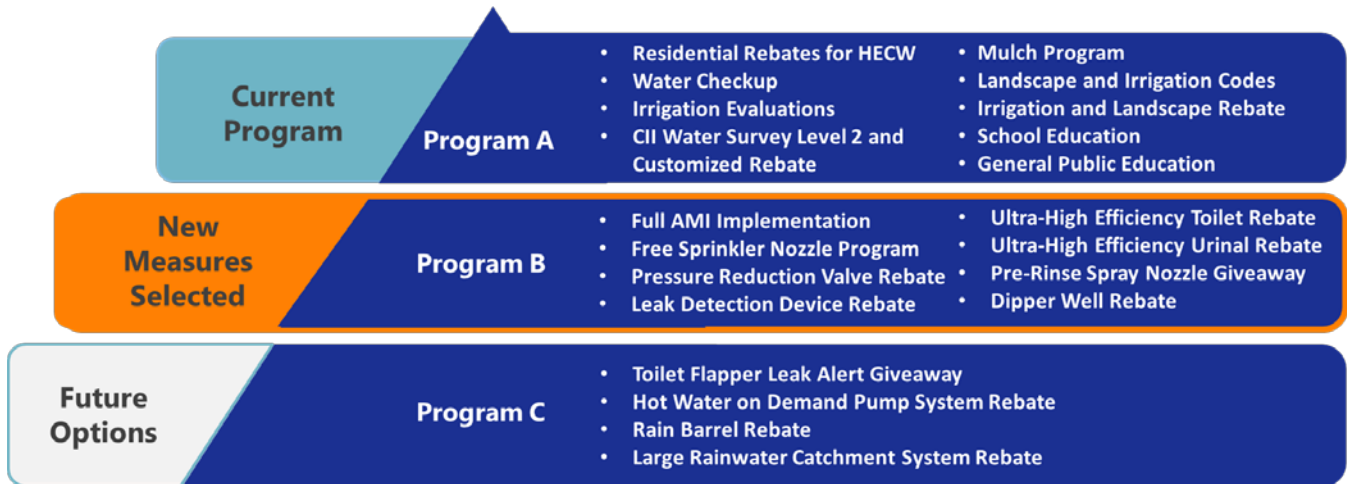 Current
Program
Program A
• Residential Rebates for HECW
• Water Checkup
• Irrigation Evaluations
• CII Water Survey Level 2 and
Customized Rebate
• Mulch Program
• Landscape and Irrigation Codes
• Irrigation and Landscape Rebate
• School Education
• General Public Education
New
Measures
Selected
Program B
• Full AMI Implementation
• Free Sprinkler Nozzle Program
• Pressure Reduction Valve Rebate
• Leak Detection Device Rebate
• Ultra-High Efficiency Toilet Rebate
• Ultra-High Efficiency Urinal Rebate
• Pre-Rinse Spray Nozzle Giveaway
• Dipper Well Rebate
Future
Options
Program C
• Toilet Flapper Leak Alert Giveaway
• Hot Water on Demand Pump System Rebate
• Rain Barrel Rebate
• Large Rainwater Catchment System Rebate